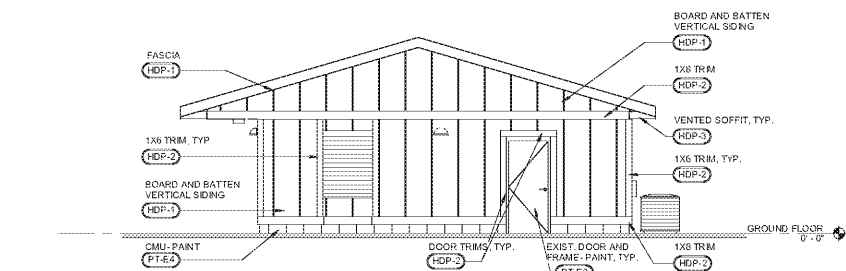 FASCIA
HDP-1
1X6 TRIM, TYP
HDP-2
BOARD AND BATTEN
VERTICAL SIDING
HDP-1
CMU-PAINT
PT-E4
BOARD AND BATTEN
VERTICAL SIDING
HDP-1
1X8 TRIM
HDP-2
VENTED SOFFIT, TYP.
HDP-3
1X6 TRIM, TYP.
HDP-2
GROUND FLOOR
0' - 0"
DOOR TRIMS, TYP.
HDP-2
EXIST. DOOR AND
FRAME- PAINT, TYP.
1X8 TRIM
HDP-2